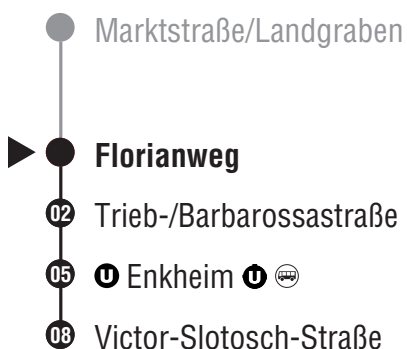 Marktstraße/Landgraben
Florianweg
02 Trieb-/Barbarossastraße
05 U Enkheim U
08 Victor-Slotosch-Straße